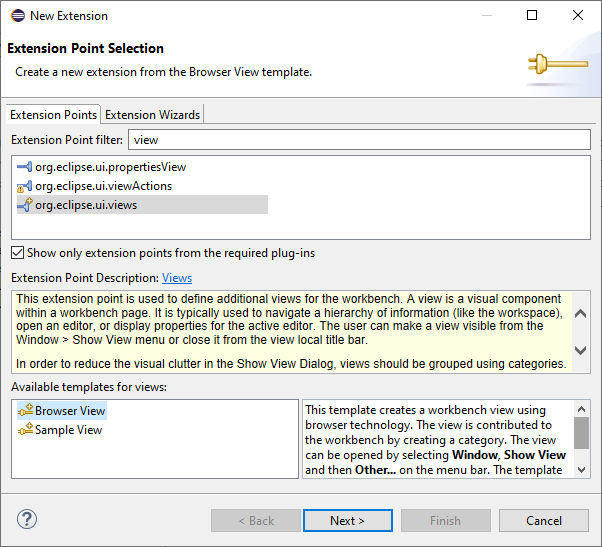 New Extension
Extension Point Selection
Create a new extension from the Browser View template.
Extension Points Extension Wizards
Extension Point filter: view
org.eclipse.ui.propertiesView
org.eclipse.ui.viewActions
org.eclipse.ui.views
Show only extension points from the required plug-ins
Extension Point Description: Views
This extension point is used to define additional views for the workbench. A view is a visual component
within a workbench page. It is typically used to navigate a hierarchy of information (like the workspace),
open an editor, or display properties for the active editor. The user can make a view visible from the
Window > Show View menu or close it from the view local title bar.
In order to reduce the visual clutter in the Show View Dialog, views should be grouped using categories.
Available templates for views:
Browser View
Sample View
This template creates a workbench view using
browser technology. The view is contributed
to the workbench by creating a category. The view
can be opened by selecting Window, Show View
and then Other... on the menu bar. The template
? < Back Next > Finish Cancel